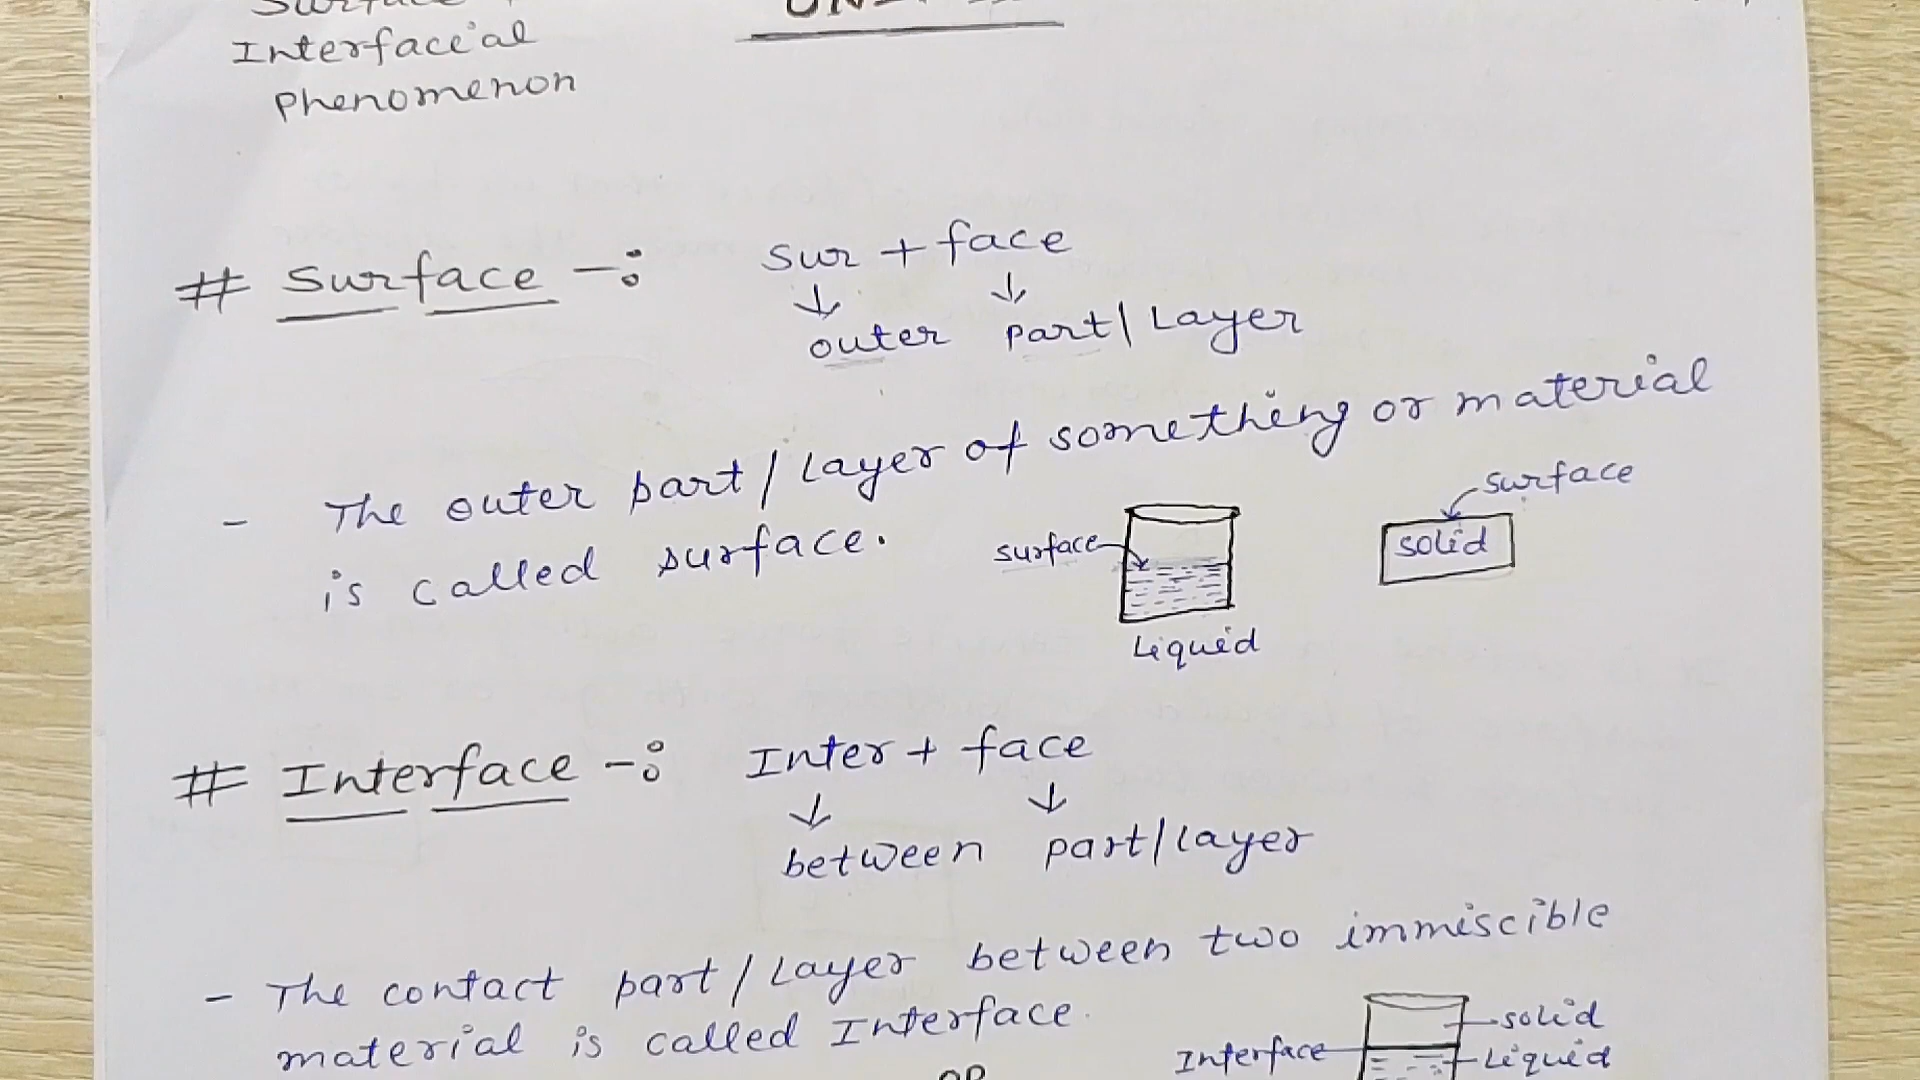 Surface
Interfacial
Phenomenon
# Surface -: Sur + face
↓ ↓
outer part/Layer
- The outer part/Layer of something or material
is called surface.
surface
Liquid
surface
solid
# Interface -: Inter + face
↓ ↓
between part/layer
- The contact part/Layer between two immiscible
material is called Interface.
Interface
solid
Liquid
OR